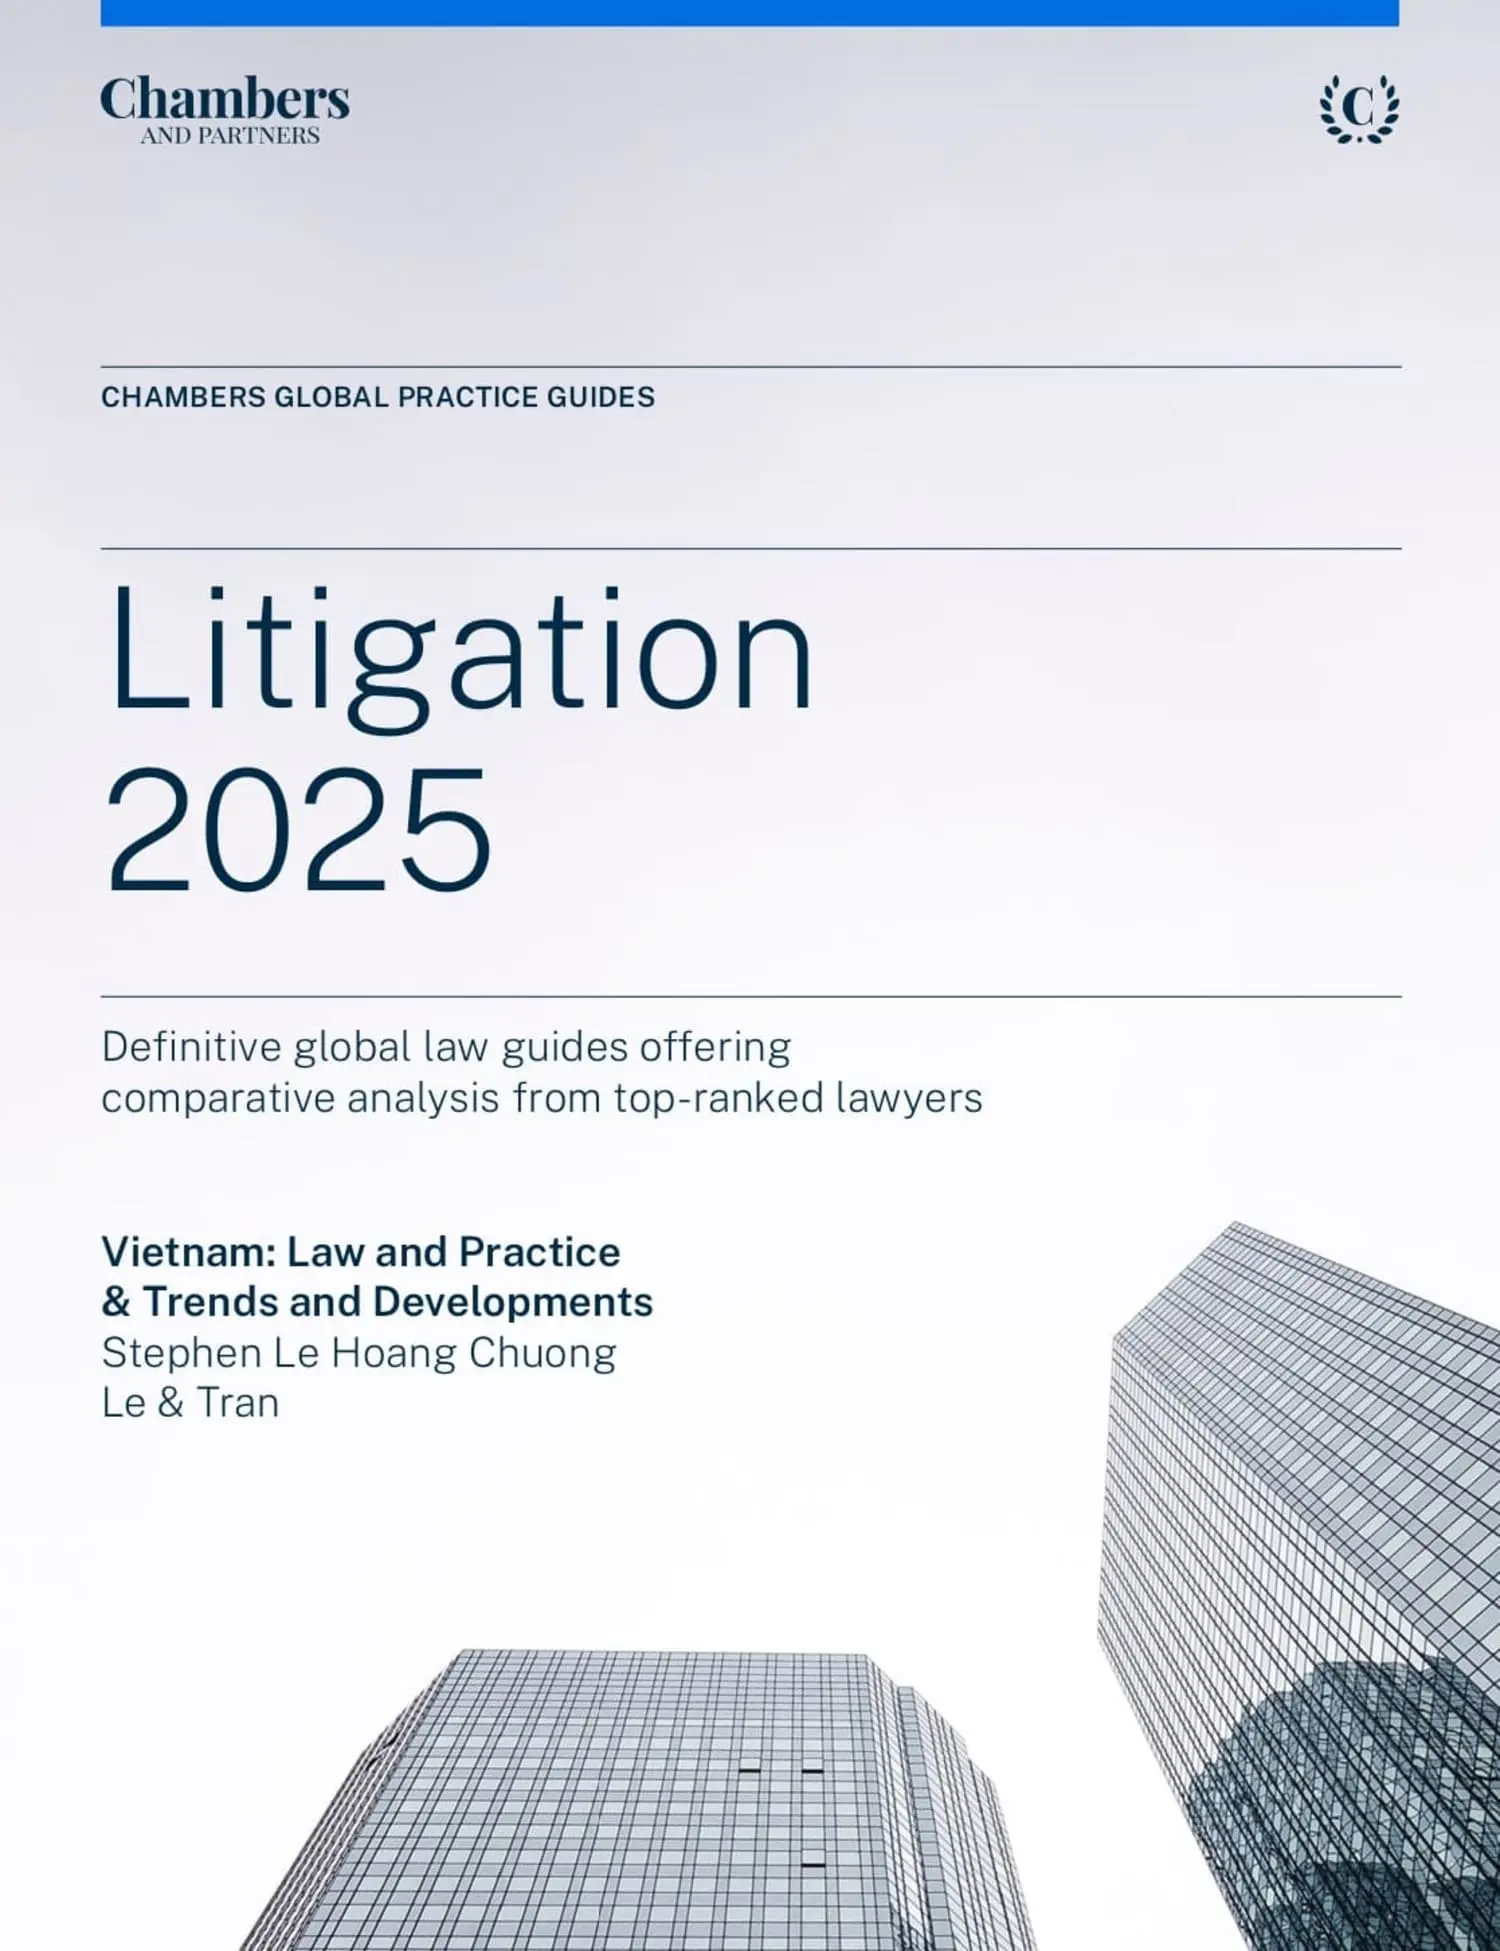 Chambers
AND PARTNERS
C
CHAMBERS GLOBAL PRACTICE GUIDES
Litigation
2025
Definitive global law guides offering
comparative analysis from top-ranked lawyers
Vietnam: Law and Practice
& Trends and Developments
Stephen Le Hoang Chuong
Le & Tran